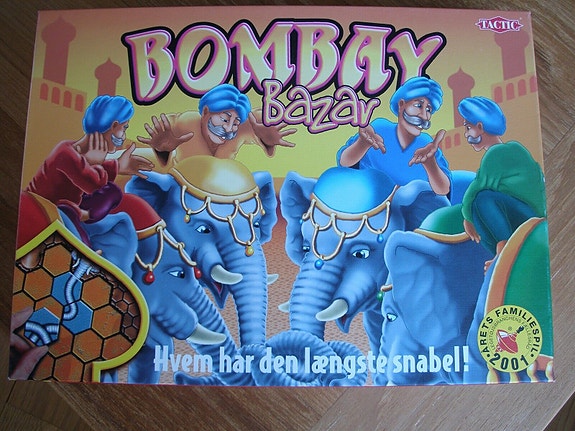 TACTIC
BOMBAY
Bazar
Hvem har den længste snabel!
ÅRETS FAMILIESPIL
2001